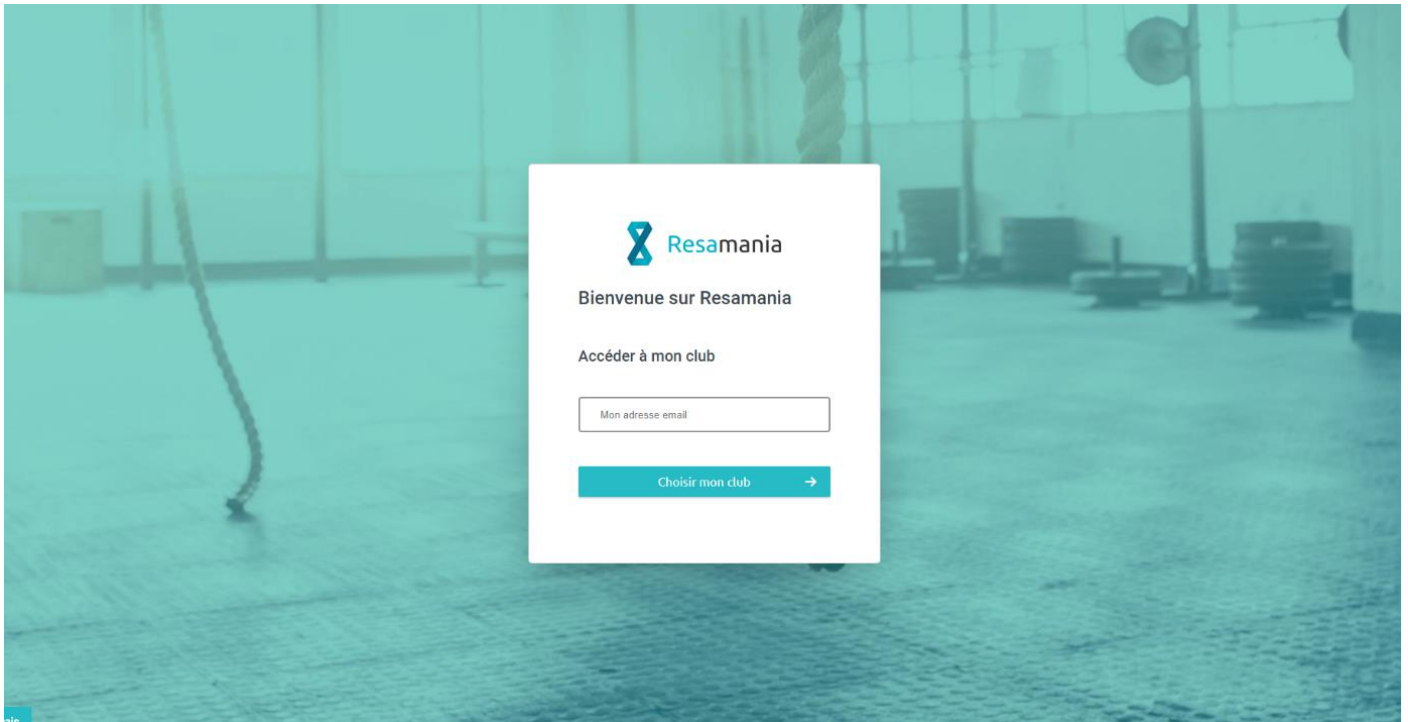 Resamania
Bienvenue sur Resamania
Accéder à mon club
Mon adresse email
Choisir mon club